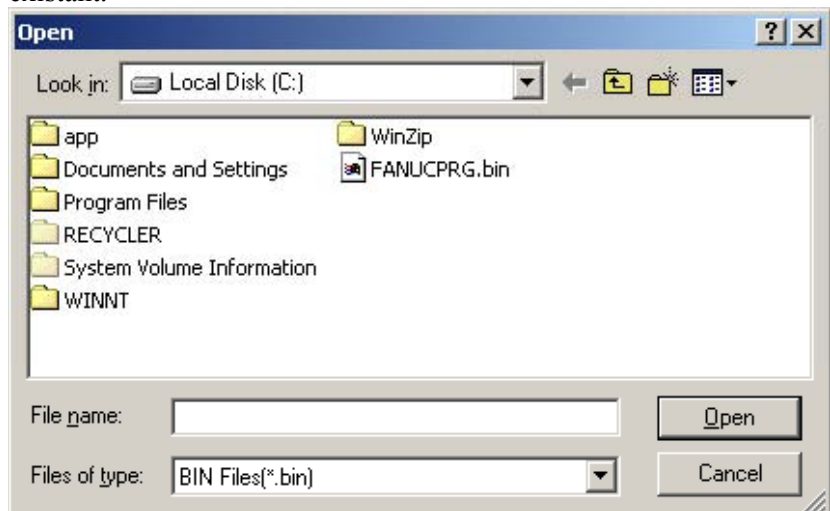 Open
Look in: Local Disk (C:)
app
Documents and Settings
Program Files
RECYCLER
System Volume Information
WINNT
WinZip
FANUCPRG.bin
File name:
Open
Files of type: BIN Files(*.bin)
Cancel